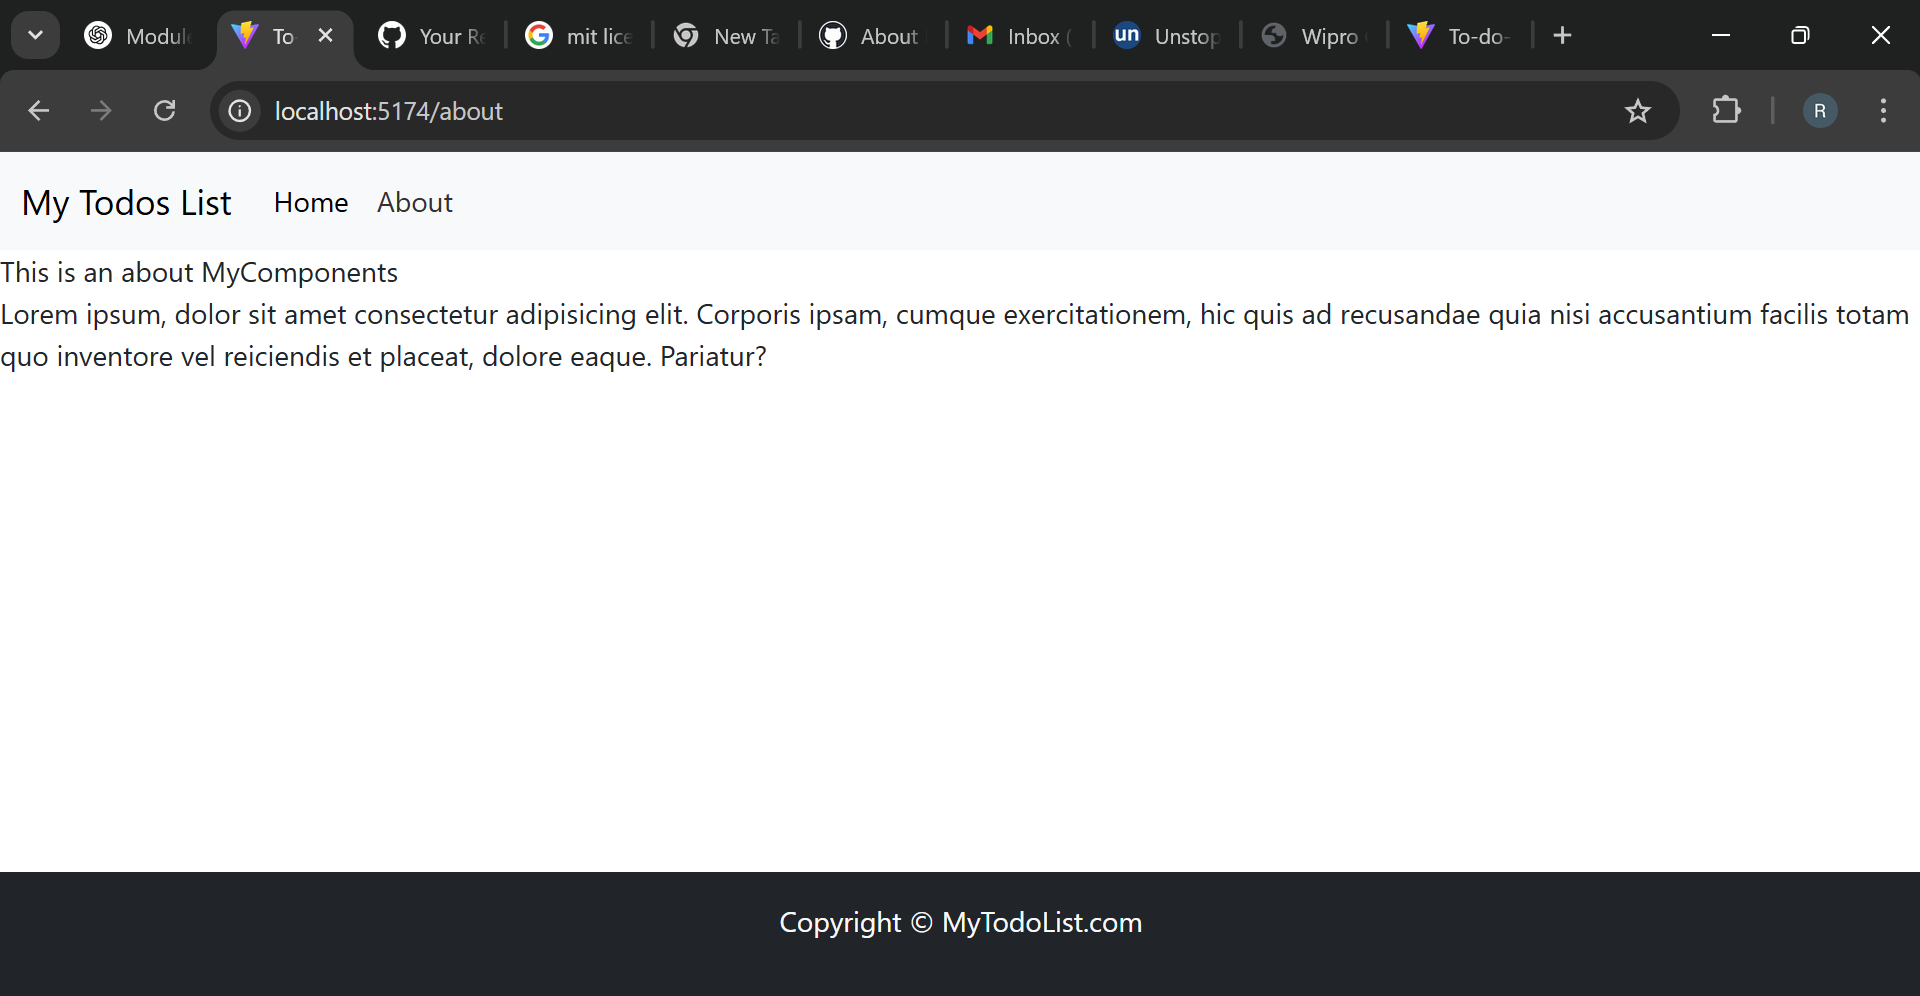 Modul
To
Your Re
mit lice
New Ta
About
Inbox (
un Unstop
Wipro
To-do-
localhost:5174/about
R
My Todos List Home About
This is an about MyComponents
Lorem ipsum, dolor sit amet consectetur adipisicing elit. Corporis ipsam, cumque exercitationem, hic quis ad recusandae quia nisi accusantium facilis totam
quo inventore vel reiciendis et placeat, dolore eaque. Pariatur?
Copyright © MyTodoList.com